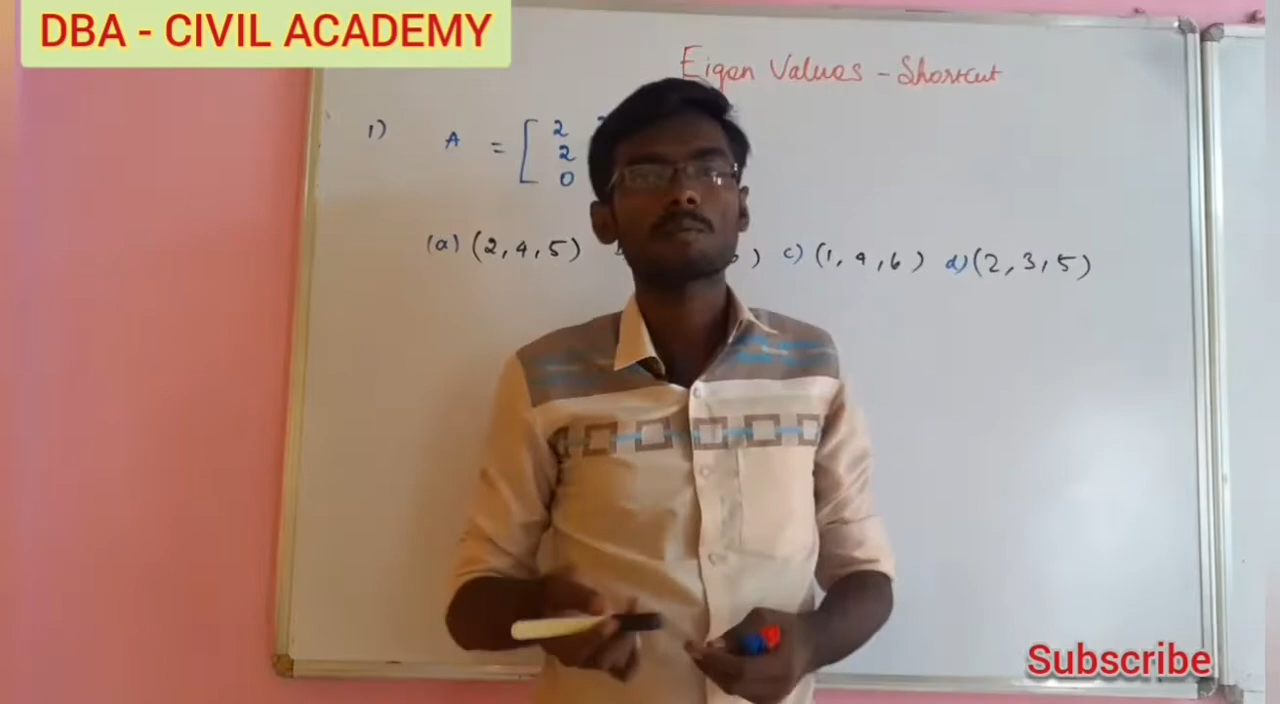 DBA - CIVIL ACADEMY
Eigen Values - Shortcut
1) A = [ 2
2
0
(a) (2, 4, 5) ) c) (1, 4, 6) d) (2, 3, 5)
Subscribe